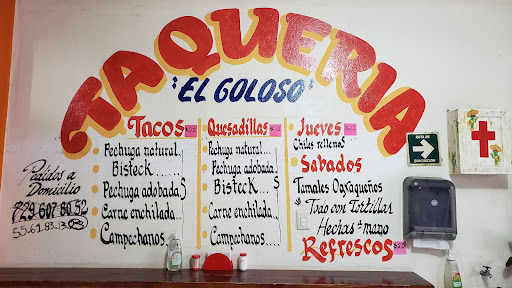 TAQUERIA
"EL GOLOSO"
Tacos
Pechuga natural..
Bisteck......
Pechuga adobada $
Carne enchilada...
Campechanos...
Quesadillas
Pechuga natural...
Pechuga adobada
Bisteck.... $
Carne enchilada....
Campechanos....
Jueves
Chiles rellenos
Sabados
Tamales Oaxaqueños
Todo con Tortillas
Hechas a mano
Refrescos
Pedidos a
Domicilio
729 607 80 52
RUTA DE
EVACUACIÓN